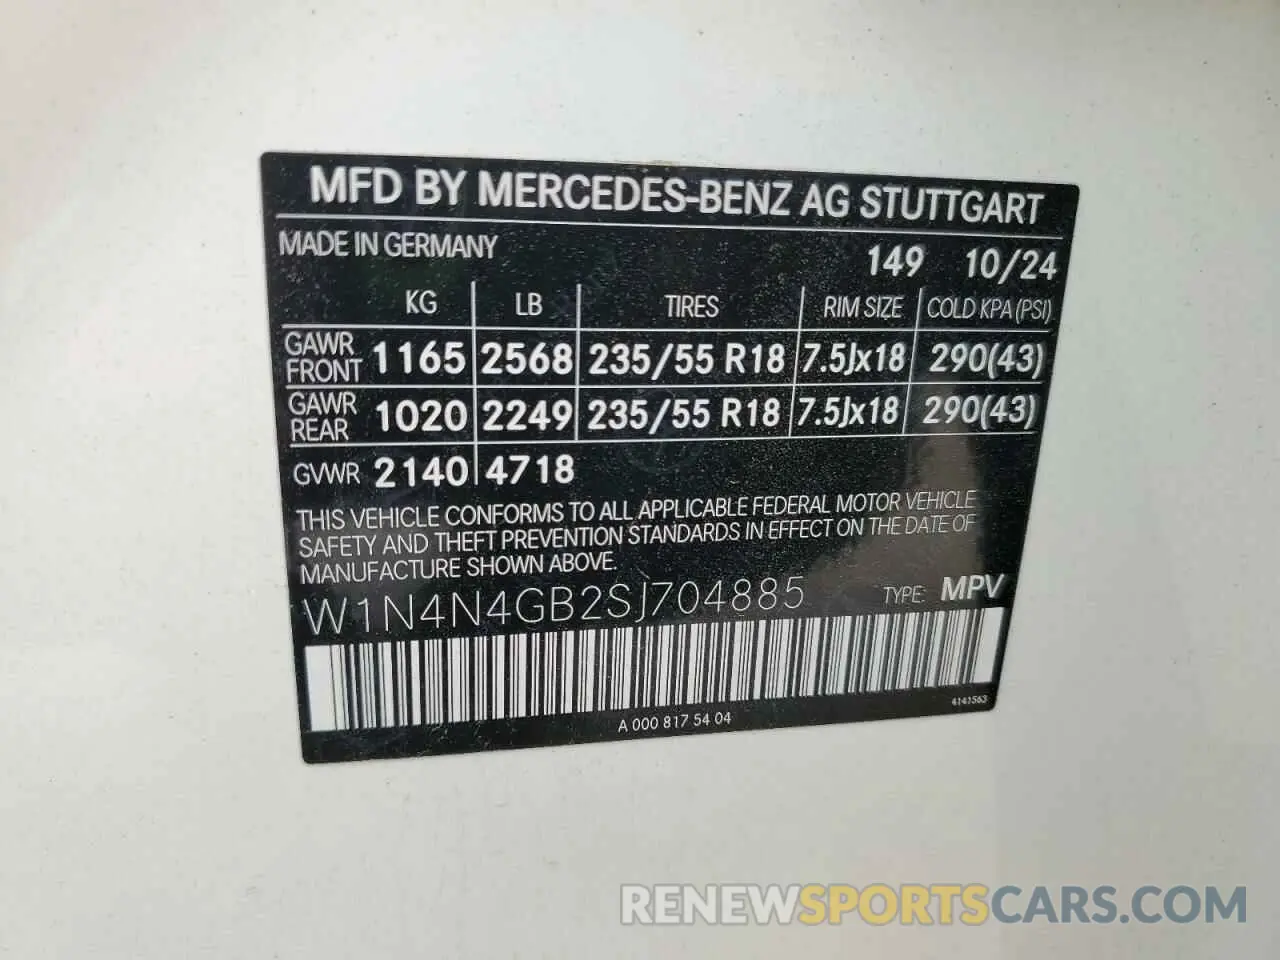 MFD BY MERCEDES-BENZ AG STUTTGART
MADE IN GERMANY 149 10/24
KG LB TIRES RIM SIZE COLD KPA (PSI)
GAWR FRONT 1165 2568 235/55 R18 7.5Jx18 290(43)
GAWR REAR 1020 2249 235/55 R18 7.5Jx18 290(43)
GVWR 2140 4718
THIS VEHICLE CONFORMS TO ALL APPLICABLE FEDERAL MOTOR VEHICLE
SAFETY AND THEFT PREVENTION STANDARDS IN EFFECT ON THE DATE OF
MANUFACTURE SHOWN ABOVE.
W1N4N4GB2SJ704885 TYPE: MPV
A 000 817 54 04 4141563
RENEWSPORTSCARS.COM